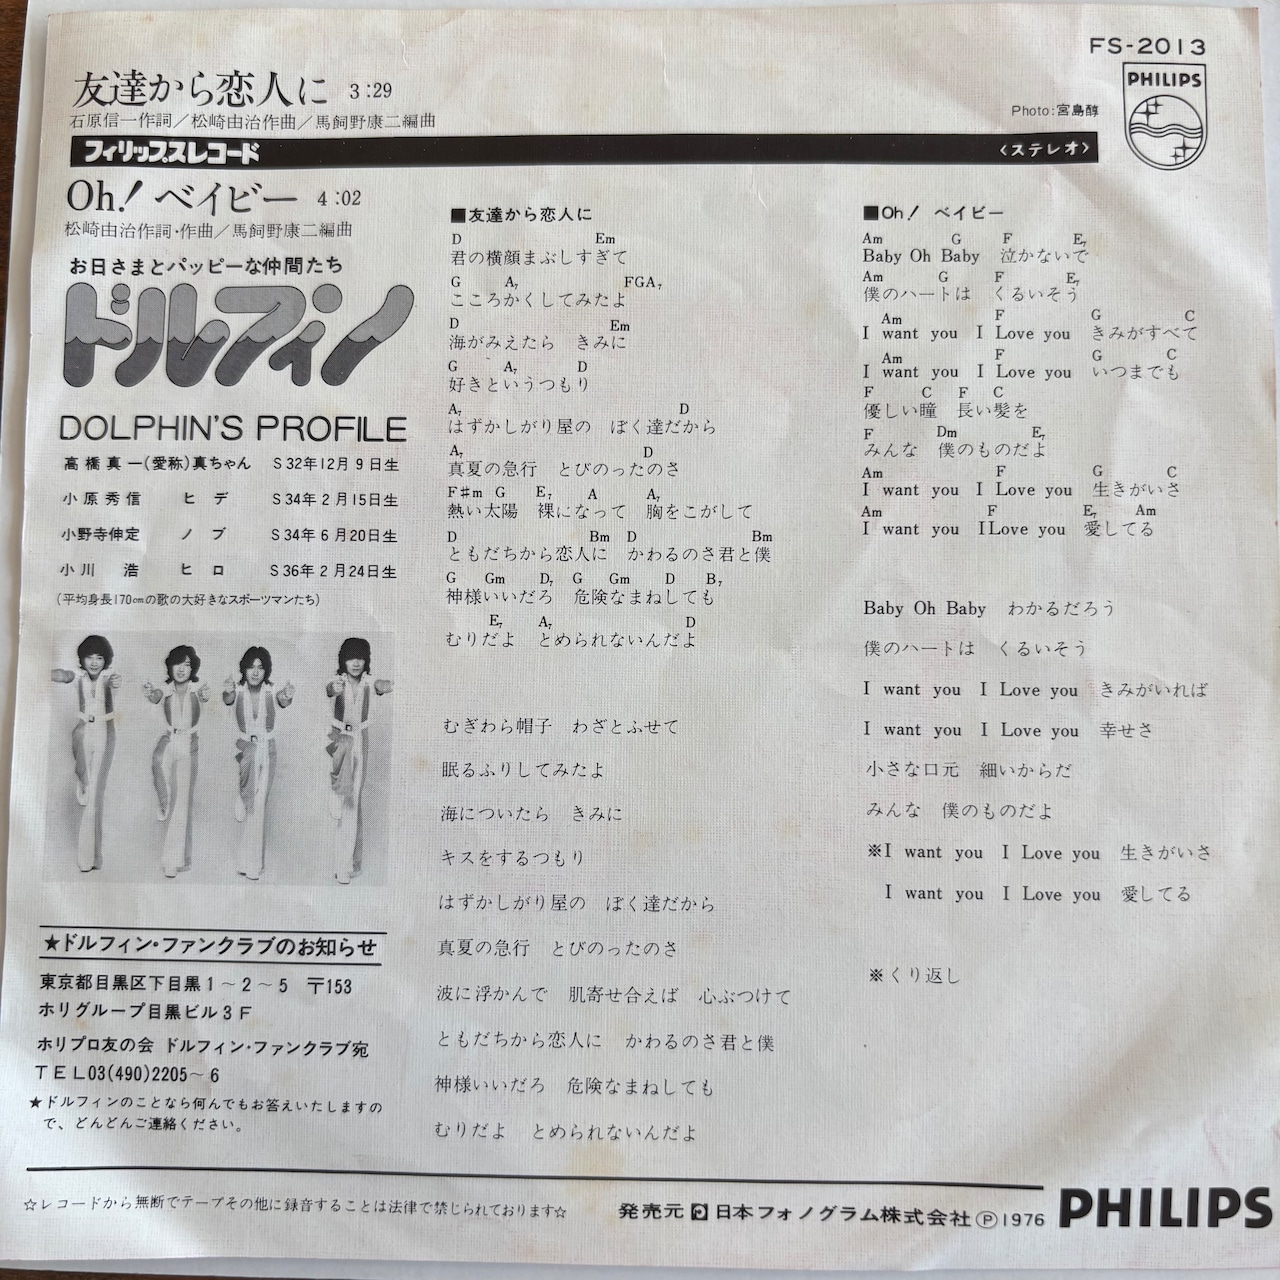 FS-2013
PHILIPS
友達から恋人に 3:29
石原信一作詞/松崎由治作曲/馬飼野康二編曲
Photo:宮島醇
フィリップスレコード 〈ステレオ〉
Oh! ベイビー 4:02
松崎由治作詞・作曲/馬飼野康二編曲
お日さまとパッピーな仲間たち
ドルフィン
DOLPHIN'S PROFILE
高橋真一(愛称)真ちゃん S32年12月9日生
小原秀信 ヒデ S34年2月15日生
小野寺伸定 ノブ S34年6月20日生
小川 浩 ヒロ S36年2月24日生
(平均身長170cmの歌の大好きなスポーツマンたち)
★ドルフィン・ファンクラブのお知らせ
東京都目黒区下目黒1~2~5 〒153
ホリグループ目黒ビル3F
ホリプロ友の会 ドルフィン・ファンクラブ宛
TEL03(490)2205~6
★ドルフィンのことなら何んでもお答えいたしますの
で、どんどんご連絡ください。
■友達から恋人に
D Em
君の横顔まぶしすぎて
G A7 FGA7
こころかくしてみたよ
D Em
海がみえたら きみに
G A7 D
好きというつもり
A7 D
はずかしがり屋の ぼく達だから
A7 D
真夏の急行 とびのったのさ
F#m G E7 A A7
熱い太陽 裸になって 胸をこがして
D Bm D Bm
ともだちから恋人に かわるのさ君と僕
G Gm D7 G Gm D B7
神様いいだろ 危険なまねしても
E7 A7 D
むりだよ とめられないんだよ
むぎわら帽子 わざとふせて
眠るふりしてみたよ
海についたら きみに
キスをするつもり
はずかしがり屋の ぼく達だから
真夏の急行 とびのったのさ
波に浮かんで 肌寄せ合えば 心ぶつけて
ともだちから恋人に かわるのさ君と僕
神様いいだろ 危険なまねしても
むりだよ とめられないんだよ
■Oh! ベイビー
Am G F E7
Baby Oh Baby 泣かないで
Am G F E7
僕のハートは くるいそう
Am F G C
I want you I Love you きみがすべて
Am F G C
I want you I Love you いつまでも
F C F C
優しい瞳 長い髪を
F Dm E7
みんな 僕のものだよ
Am F G C
I want you I Love you 生きがいさ
Am F E7 Am
I want you I Love you 愛してる
Baby Oh Baby わかるだろう
僕のハートは くるいそう
I want you I Love you きみがいれば
I want you I Love you 幸せさ
小さな口元 細いからだ
みんな 僕のものだよ
※I want you I Love you 生きがいさ
I want you I Love you 愛してる
※くり返し
☆レコードから無断でテープその他に録音することは法律で禁じられております☆
発売元 日本フォノグラム株式会社 Ⓟ1976
PHILIPS